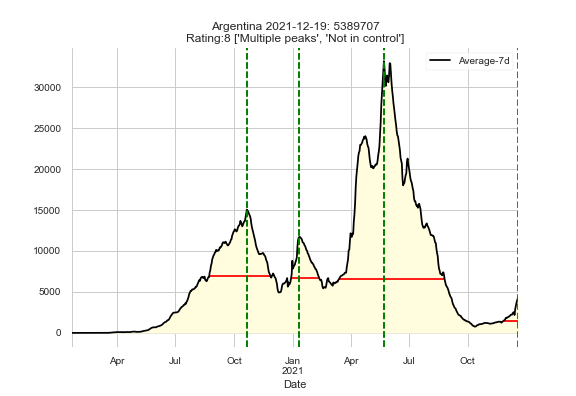 Argentina 2021-12-19: 5389707
Rating:8 ['Multiple peaks', 'Not in control']
Average-7d
30000
25000
20000
15000
10000
5000
0
Apr Jul Oct Jan Apr Jul Oct
2021
Date